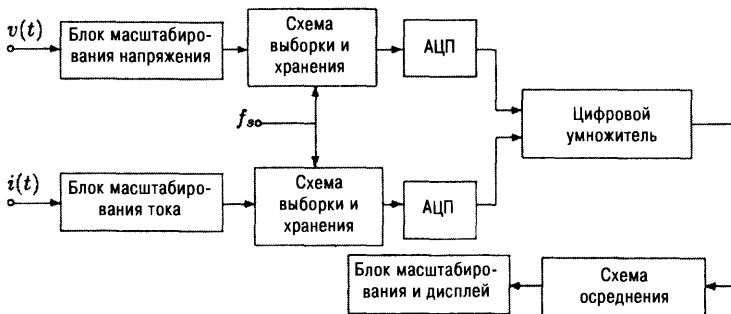 v(t)
Блок масштабиро-
вания напряжения
Схема
выборки и
хранения
АЦП
f_s
Цифровой
умножитель
i(t)
Блок масштабиро-
вания тока
Схема
выборки и
хранения
АЦП
Блок масштабиро-
вания и дисплей
Схема
осреднения